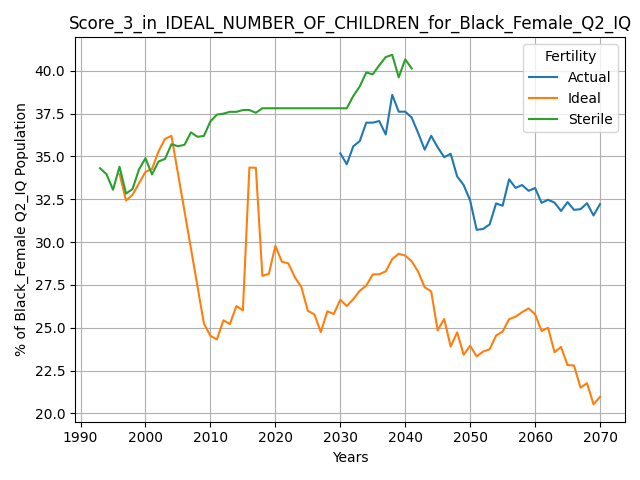 Score_3_in_IDEAL_NUMBER_OF_CHILDREN_for_Black_Female_Q2_IQ
Fertility
Actual
Ideal
Sterile
% of Black_Female Q2_IQ Population
40.0
37.5
35.0
32.5
30.0
27.5
25.0
22.5
20.0
1990 2000 2010 2020 2030 2040 2050 2060 2070
Years